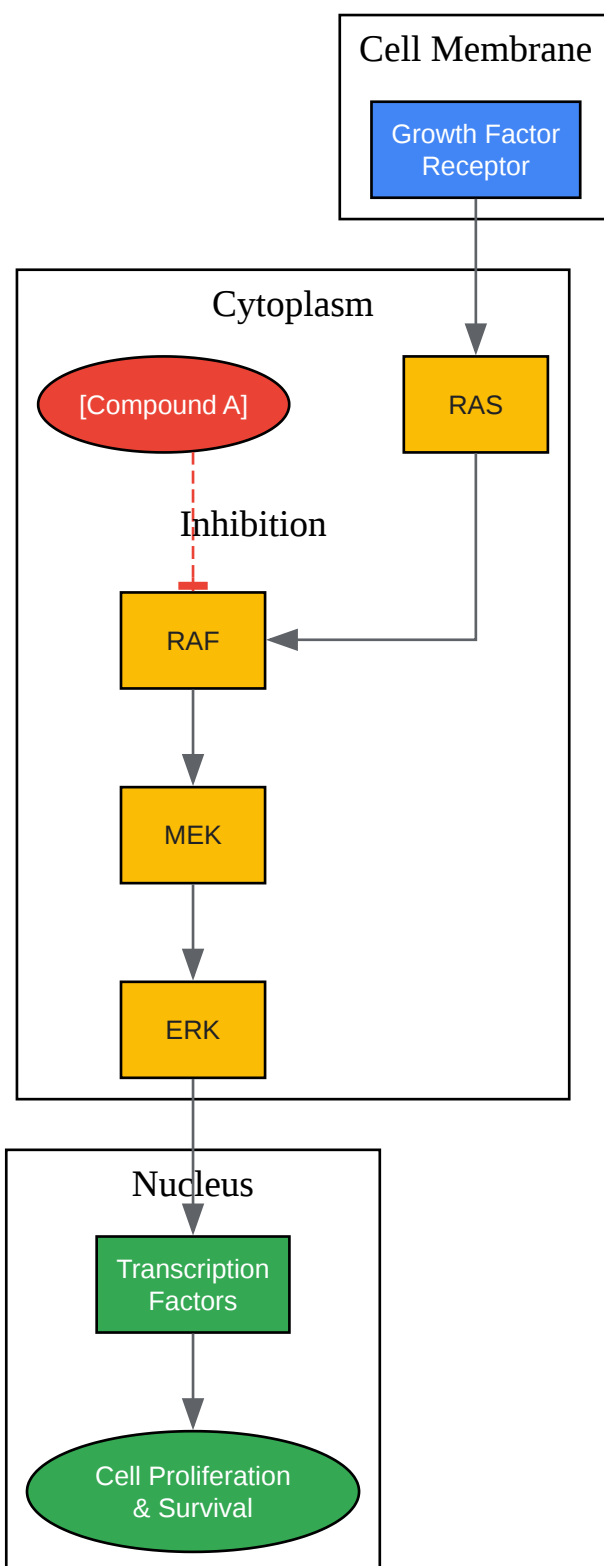 Cell Membrane
Growth Factor
Receptor
Cytoplasm
[Compound A]
RAS
Inhibition
RAF
MEK
ERK
Nucleus
Transcription
Factors
Cell Proliferation
& Survival